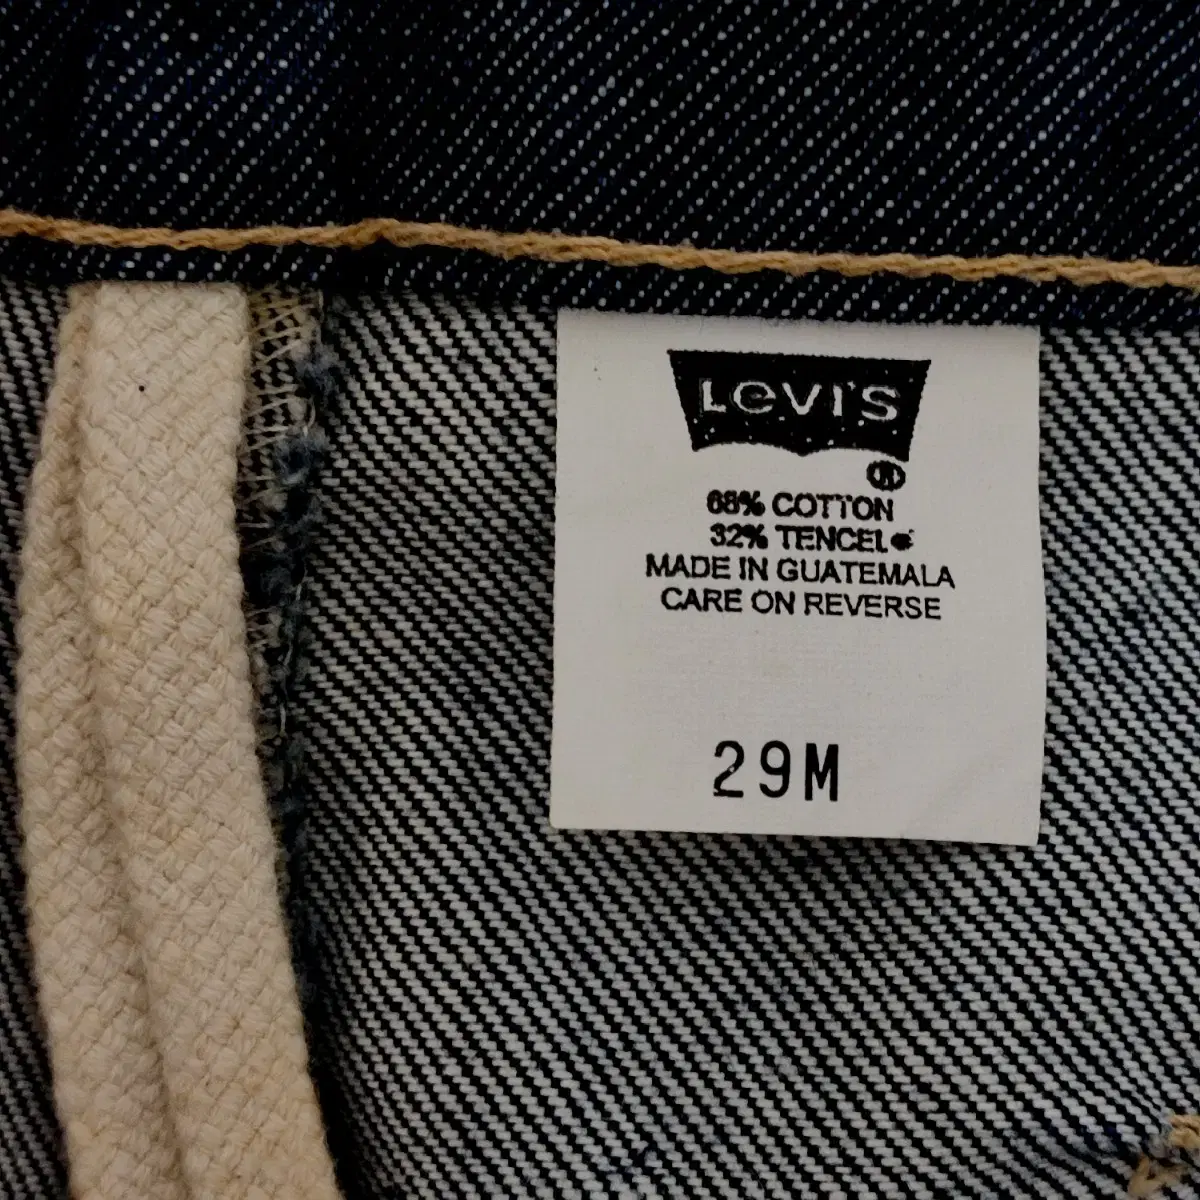 LEVI'S
®
68% COTTON
32% TENCEL®
MADE IN GUATEMALA
CARE ON REVERSE
29M